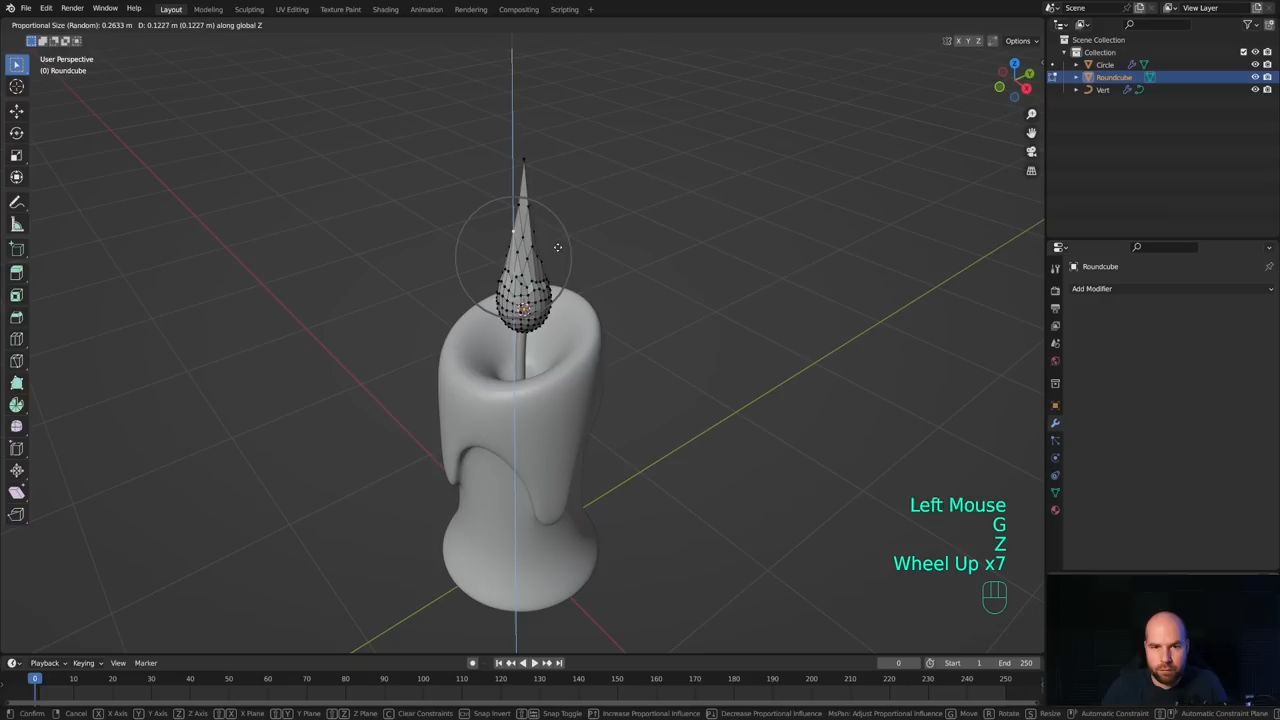 File Edit Render Window Help Layout Modeling Sculpting UV Editing Texture Paint Shading Animation Rendering Compositing Scripting Scene View Layer
Proportional Size (Random): 0.2633 m D: 0.1227 m (0.1227 m) along global Z
X Y Z Options
User Perspective
(0) Roundcube
Scene Collection
Collection
Circle
Roundcube
Vert
Z
Y
X
Roundcube
Add Modifier
Left Mouse
G
Z
Wheel Up x7
Playback Keying View Marker 0 Start 1 End 250
0 10 20 30 40 50 60 70 80 90 100 110 120 130 140 150 160 170 180 190 200 210 220 230 240 250
Confirm Cancel X X Axis Y Y Axis Z Z Axis X X Plane Y Y Plane Z Z Plane C Clear Constraints Snap Invert Snap Toggle Increase Proportional Influence Decrease Proportional Influence MsPan: Adjust Proportional Influence G Move R Rotate S Resize Automatic Constraint Automatic Constraint Plane